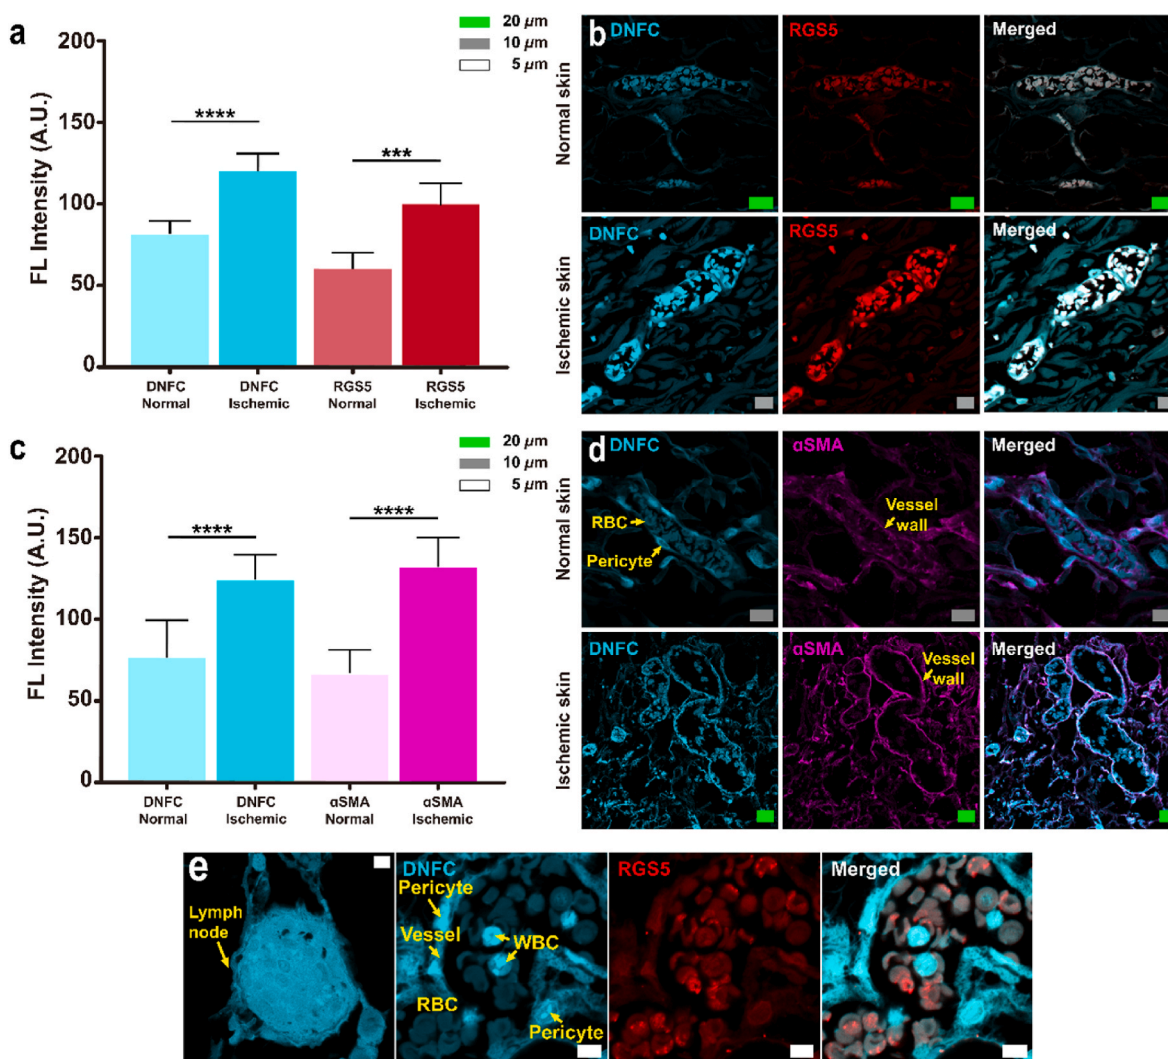 a
20 µm
10 µm
5 µm
FL Intensity (A.U.)
200
150
100
50
0
****
***
DNFC
Normal
DNFC
Ischemic
RGS5
Normal
RGS5
Ischemic
b
Normal skin
DNFC
RGS5
Merged
Ischemic skin
DNFC
RGS5
Merged
c
20 µm
10 µm
5 µm
FL Intensity (A.U.)
200
150
100
50
0
****
****
DNFC
Normal
DNFC
Ischemic
αSMA
Normal
αSMA
Ischemic
d
Normal skin
DNFC
RBC
Pericyte
αSMA
Vessel
wall
Merged
Ischemic skin
DNFC
αSMA
Vessel
wall
Merged
e
Lymph
node
DNFC
Pericyte
Vessel
WBC
RBC
Pericyte
RGS5
Merged